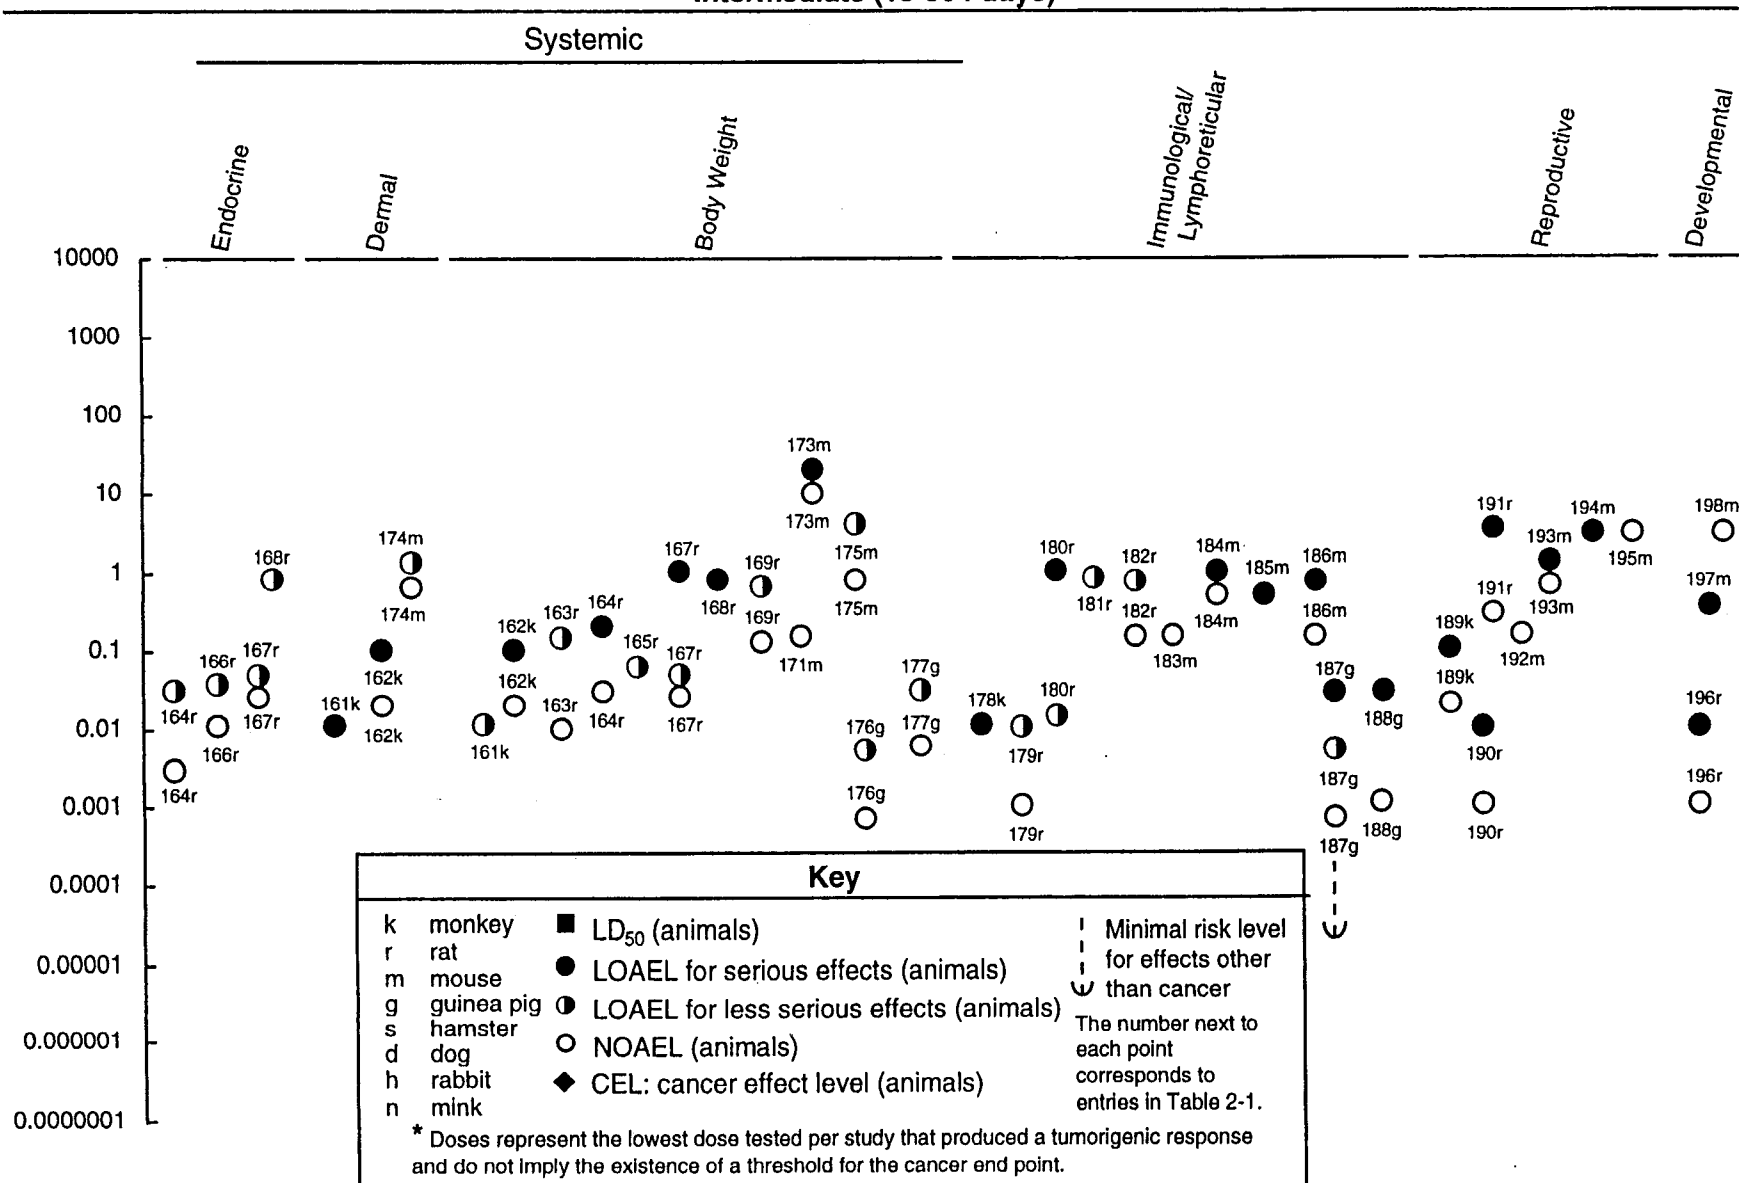 Intermediate (15-364 days)
Systemic
Endocrine
Dermal
Body Weight
Immunological/
Lymphoreticular
Reproductive
Developmental
10000
1000
100
10
1
0.1
0.01
0.001
0.0001
0.00001
0.000001
0.0000001
164r
164r
166r
166r
167r
167r
168r
161k
162k
162k
174m
174m
161k
162k
162k
163r
163r
164r
164r
165r
167r
167r
167r
168r
169r
169r
171m
173m
173m
175m
175m
176g
176g
177g
177g
178k
179r
179r
180r
180r
181r
182r
182r
183m
184m
184m
185m
186m
186m
187g
187g
187g
188g
188g
189k
189k
190r
190r
191r
191r
192m
193m
193m
194m
195m
196r
196r
197m
198m
Key
k monkey
r rat
m mouse
g guinea pig
s hamster
d dog
h rabbit
n mink
LD50 (animals)
LOAEL for serious effects (animals)
LOAEL for less serious effects (animals)
NOAEL (animals)
CEL: cancer effect level (animals)
Minimal risk level
for effects other
than cancer
The number next to
each point
corresponds to
entries in Table 2-1.
* Doses represent the lowest dose tested per study that produced a tumorigenic response
and do not imply the existence of a threshold for the cancer end point.